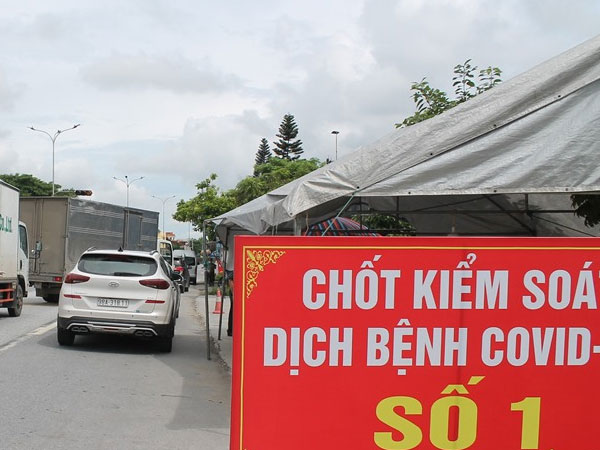 CHỐT KIỂM SOÁ
DỊCH BỆNH COVID-
SỐ 1